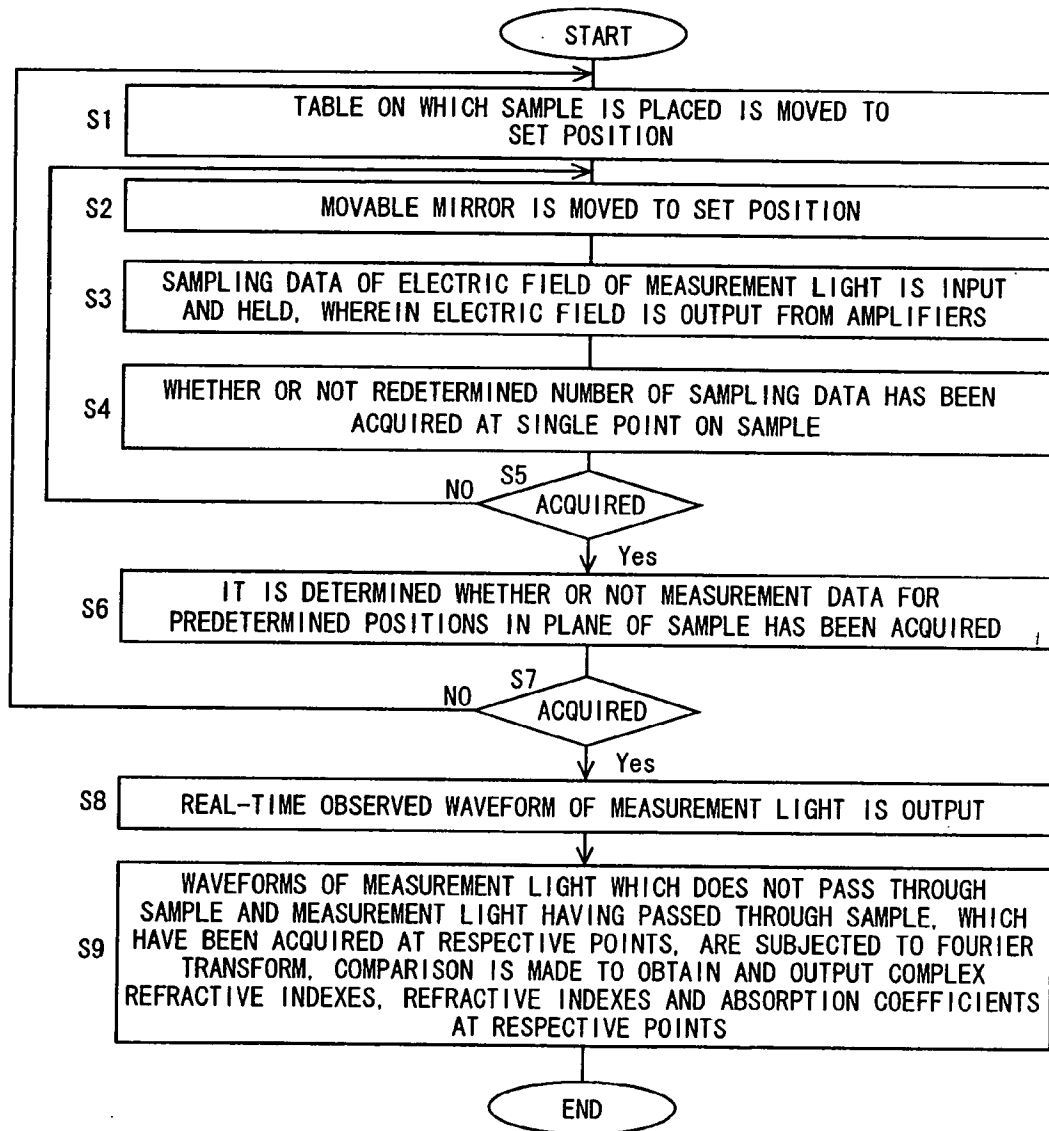 START
S1
TABLE ON WHICH SAMPLE IS PLACED IS MOVED TO
SET POSITION
S2
MOVABLE MIRROR IS MOVED TO SET POSITION
S3
SAMPLING DATA OF ELECTRIC FIELD OF MEASUREMENT LIGHT IS INPUT
AND HELD, WHEREIN ELECTRIC FIELD IS OUTPUT FROM AMPLIFIERS
S4
WHETHER OR NOT REDETERMINED NUMBER OF SAMPLING DATA HAS BEEN
ACQUIRED AT SINGLE POINT ON SAMPLE
NO
S5
ACQUIRED
Yes
S6
IT IS DETERMINED WHETHER OR NOT MEASUREMENT DATA FOR
PREDETERMINED POSITIONS IN PLANE OF SAMPLE HAS BEEN ACQUIRED
NO
S7
ACQUIRED
Yes
S8
REAL-TIME OBSERVED WAVEFORM OF MEASUREMENT LIGHT IS OUTPUT
S9
WAVEFORMS OF MEASUREMENT LIGHT WHICH DOES NOT PASS THROUGH
SAMPLE AND MEASUREMENT LIGHT HAVING PASSED THROUGH SAMPLE, WHICH
HAVE BEEN ACQUIRED AT RESPECTIVE POINTS, ARE SUBJECTED TO FOURIER
TRANSFORM, COMPARISON IS MADE TO OBTAIN AND OUTPUT COMPLEX
REFRACTIVE INDEXES, REFRACTIVE INDEXES AND ABSORPTION COEFFICIENTS
AT RESPECTIVE POINTS
END